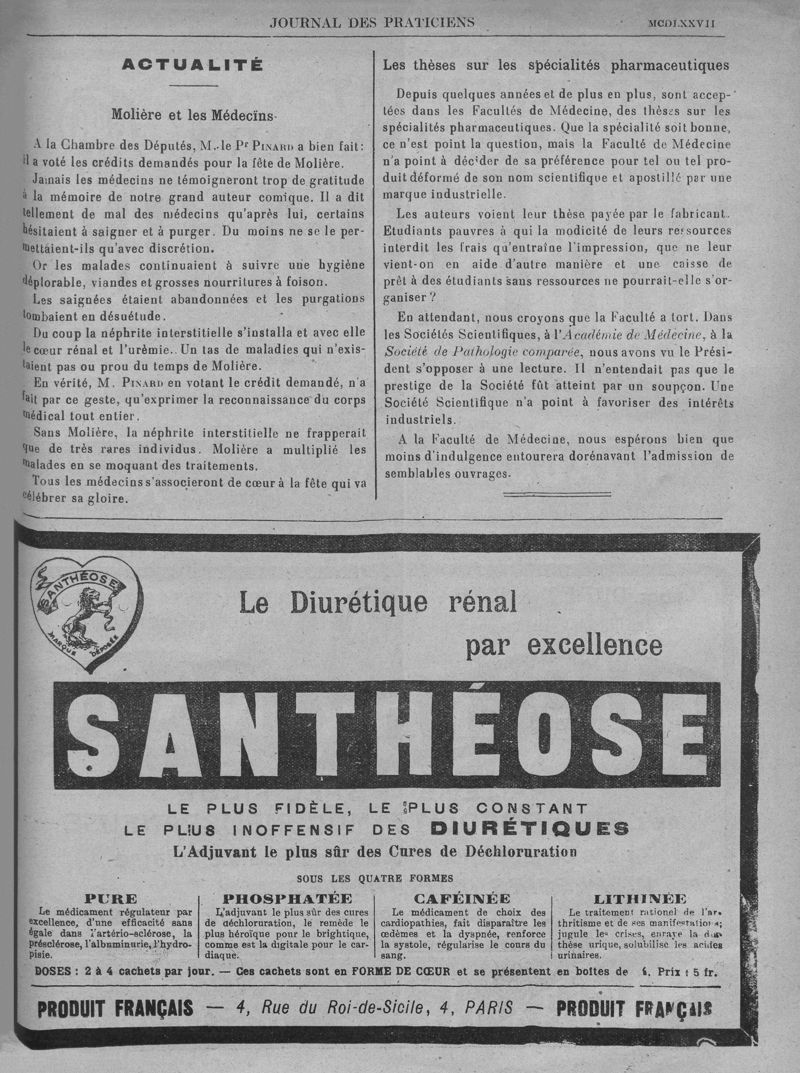 JOURNAL DES PRATICIENS
MCDLXXVII
ACTUALITÉ
Molière et les Médecins
A la Chambre des Députés, M. le Pr PINARD a bien fait:
il a voté les crédits demandés pour la fête de Molière.
Jamais les médecins ne témoigneront trop de gratitude
à la mémoire de notre grand auteur comique. Il a dit
tellement de mal des médecins qu'après lui, certains
hésitaient à saigner et à purger. Du moins ne se le per-
mettaient-ils qu'avec discrétion.
Or les malades continuaient à suivre une hygiène
déplorable, viandes et grosses nourritures à foison.
Les saignées étaient abandonnées et les purgations
tombaient en désuétude.
Du coup la néphrite interstitielle s'installa et avec elle
le cœur rénal et l'urêmie. Un tas de maladies qui n'exis-
taient pas ou prou du temps de Molière.
En vérité, M. PINARD en votant le crédit demandé, n'a
fait par ce geste, qu'exprimer la reconnaissance du corps
médical tout entier.
Sans Molière, la néphrite interstitielle ne frapperait
que de très rares individus. Molière a multiplié les
malades en se moquant des traitements.
Tous les médecins s'associeront de cœur à la fête qui va
célébrer sa gloire.
Les thèses sur les spécialités pharmaceutiques
Depuis quelques années et de plus en plus, sont accep-
tées dans les Facultés de Médecine, des thèses sur les
spécialités pharmaceutiques. Que la spécialité soit bonne,
ce n'est point la question, mais la Faculté de Médecine
n'a point à décider de sa préférence pour tel ou tel pro-
duit déformé de son nom scientifique et apostillé par une
marque industrielle.
Les auteurs voient leur thèse payée par le fabricant.
Etudiants pauvres à qui la modicité de leurs ressources
interdit les frais qu'entraîne l'impression, que ne leur
vient-on en aide d'autre manière et une caisse de
prêt à des étudiants sans ressources ne pourrait-elle s'or-
ganiser ?
En attendant, nous croyons que la Faculté a tort. Dans
les Sociétés Scientifiques, à l'Académie de Médecine, à la
Société de Pathologie comparée, nous avons vu le Prési-
dent s'opposer à une lecture. Il n'entendait pas que le
prestige de la Société fût atteint par un soupçon. Une
Société Scientifique n'a point à favoriser des intérêts
industriels.
A la Faculté de Médecine, nous espérons bien que
moins d'indulgence entourera dorénavant l'admission de
semblables ouvrages.
SANTHÉOSE
MARQUE DÉPOSÉE
Le Diurétique rénal
par excellence
SANTHÉOSE
LE PLUS FIDÈLE, LE PLUS CONSTANT
LE PLUS INOFFENSIF DES DIURÉTIQUES
L'Adjuvant le plus sûr des Cures de Déchloruration
SOUS LES QUATRE FORMES
PURE
Le médicament régulateur par
excellence, d'une efficacité sans
égale dans l'artério-sclérose, la
présclérose, l'albuminurie, l'hydro-
pisie.
PHOSPHATÉE
L'adjuvant le plus sûr des cures
de déchloruration, le remède le
plus héroïque pour le brightique,
comme est la digitale pour le car-
diaque.
CAFÉINÉE
Le médicament de choix des
cardiopathies, fait disparaître les
œdèmes et la dyspnée, renforce
la systole, régularise le cours du
sang.
LITHINÉE
Le traitement rationel de l'ar-
thritisme et de ses manifestations;
jugule les crises, enraye la dia-
thèse urique, solubilise les acides
urinaires.
DOSES : 2 à 4 cachets par jour. — Ces cachets sont en FORME DE CŒUR et se présentent en boîtes de 4. Prix : 5 fr.
PRODUIT FRANÇAIS — 4, Rue du Roi-de-Sicile, 4, PARIS — PRODUIT FRANÇAIS